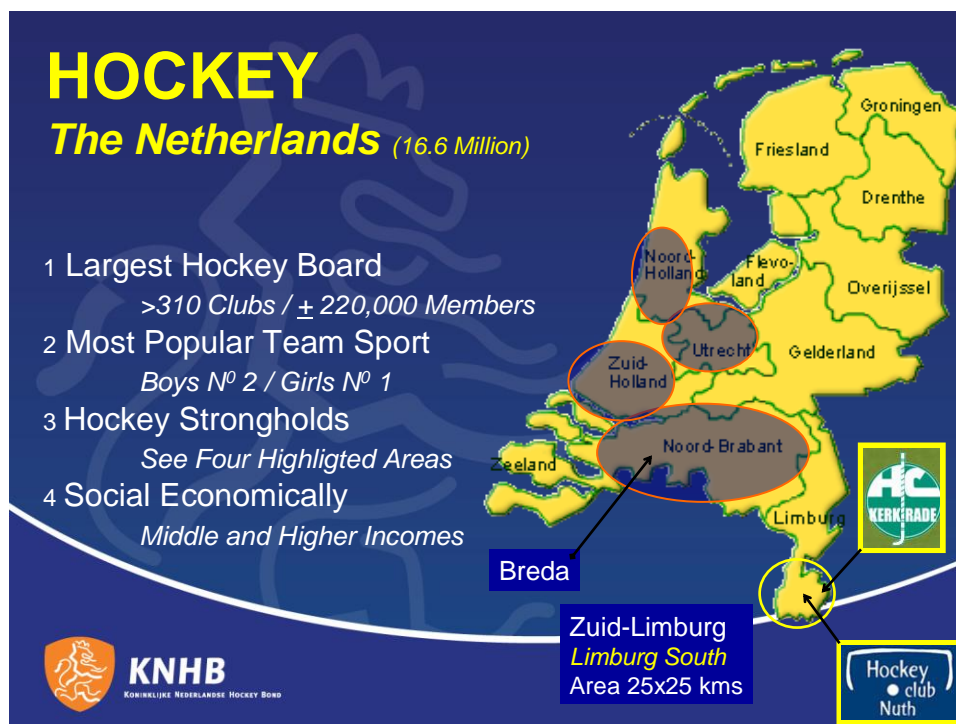 HOCKEY
The Netherlands (16.6 Million)
1 Largest Hockey Board
>310 Clubs / ± 220,000 Members
2 Most Popular Team Sport
Boys N⁰ 2 / Girls N⁰ 1
3 Hockey Strongholds
See Four Highligted Areas
4 Social Economically
Middle and Higher Incomes
Groningen
Friesland
Drenthe
Noord-
Holland
Flevo-
land
Overijssel
Utrecht
Gelderland
Zuid-
Holland
Noord-Brabant
Zeeland
Limburg
HC
KERKRADE
Breda
Zuid-Limburg
Limburg South
Area 25x25 kms
Hockey
club
Nuth
KNHB
Koninklijke Nederlandse Hockey Bond